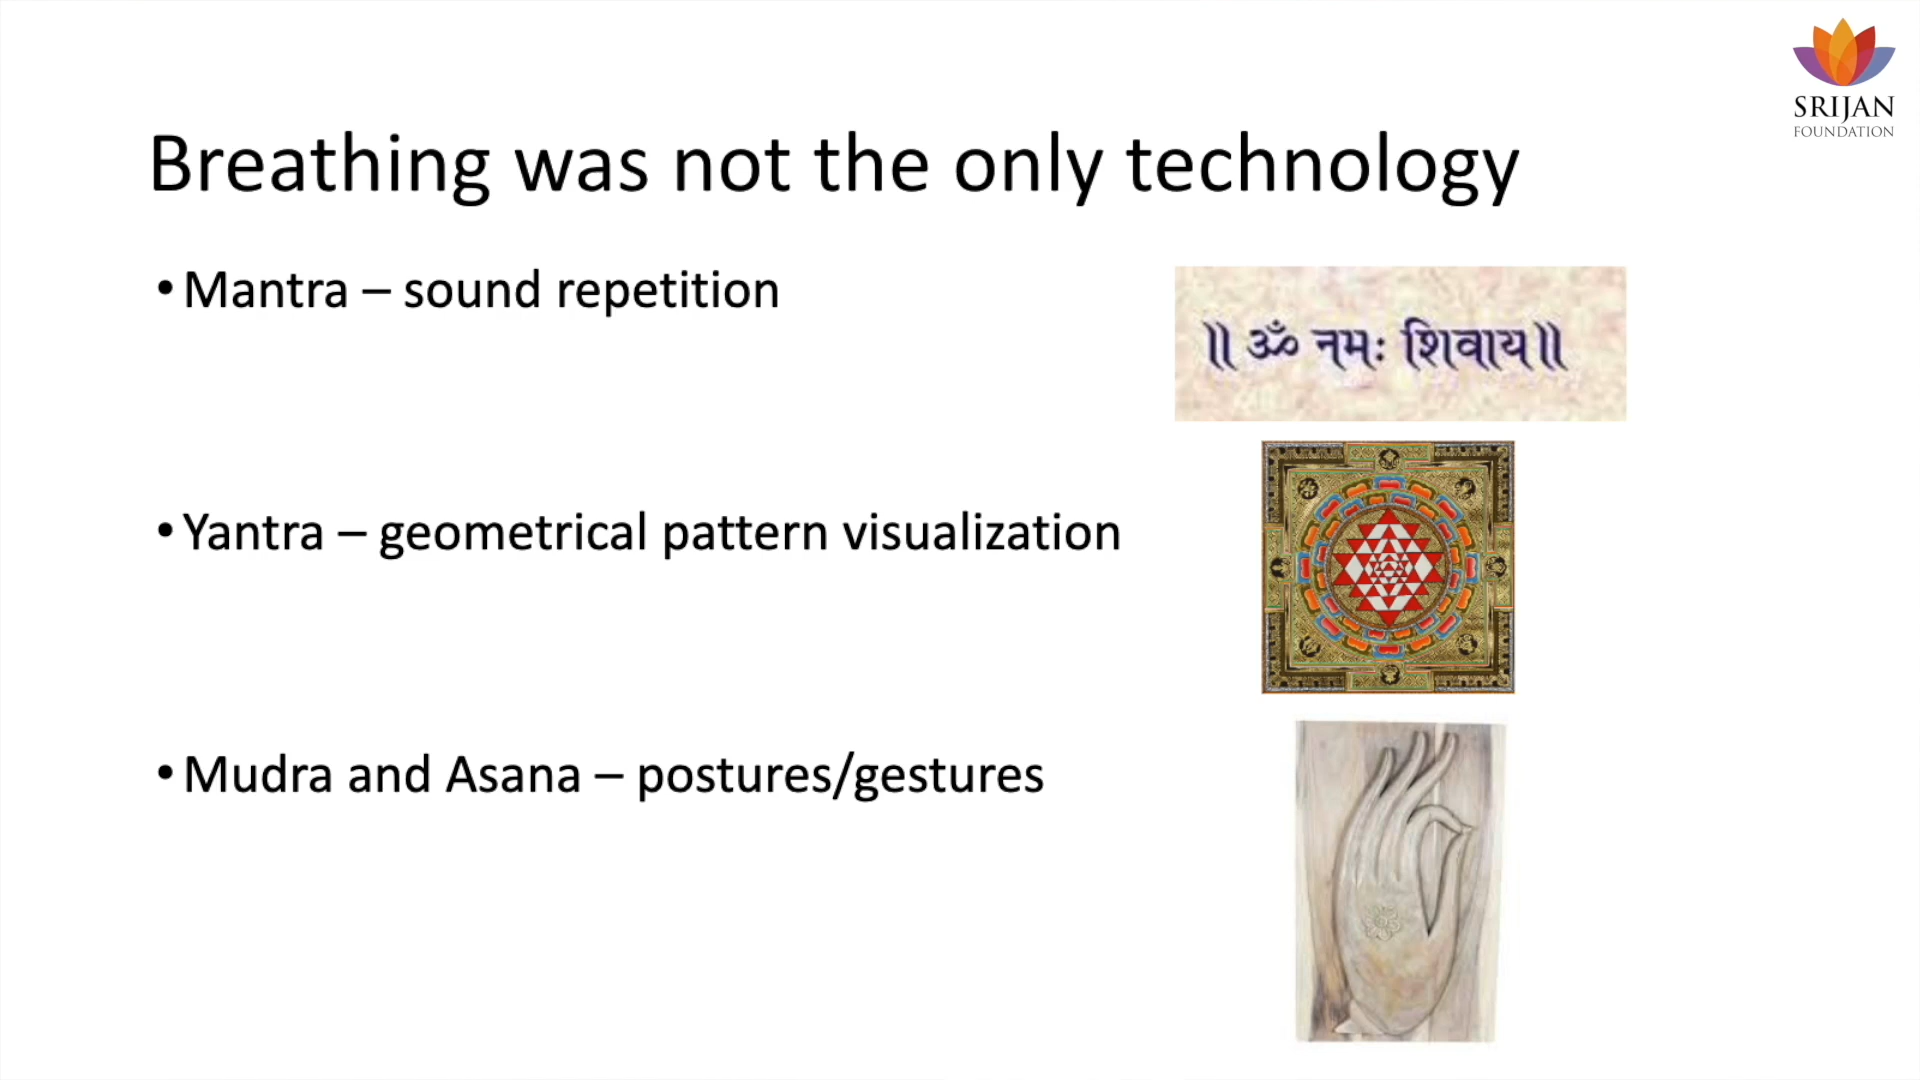 SRIJAN
FOUNDATION
Breathing was not the only technology
• Mantra – sound repetition
॥ ॐ नमः शिवाय॥
• Yantra – geometrical pattern visualization
• Mudra and Asana – postures/gestures